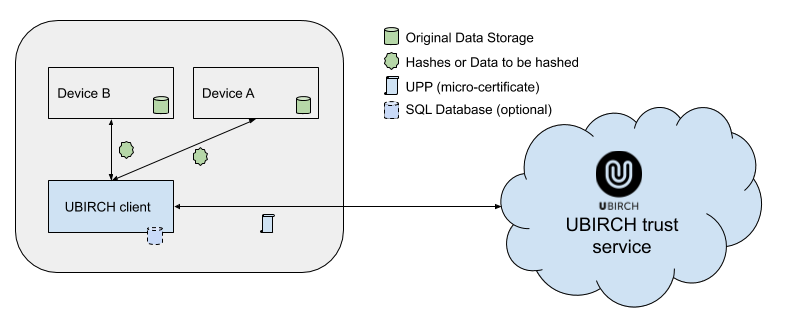 Original Data Storage
Hashes or Data to be hashed
UPP (micro-certificate)
SQL Database (optional)
Device B
Device A
UBIRCH client
UBIRCH
UBIRCH trust
service